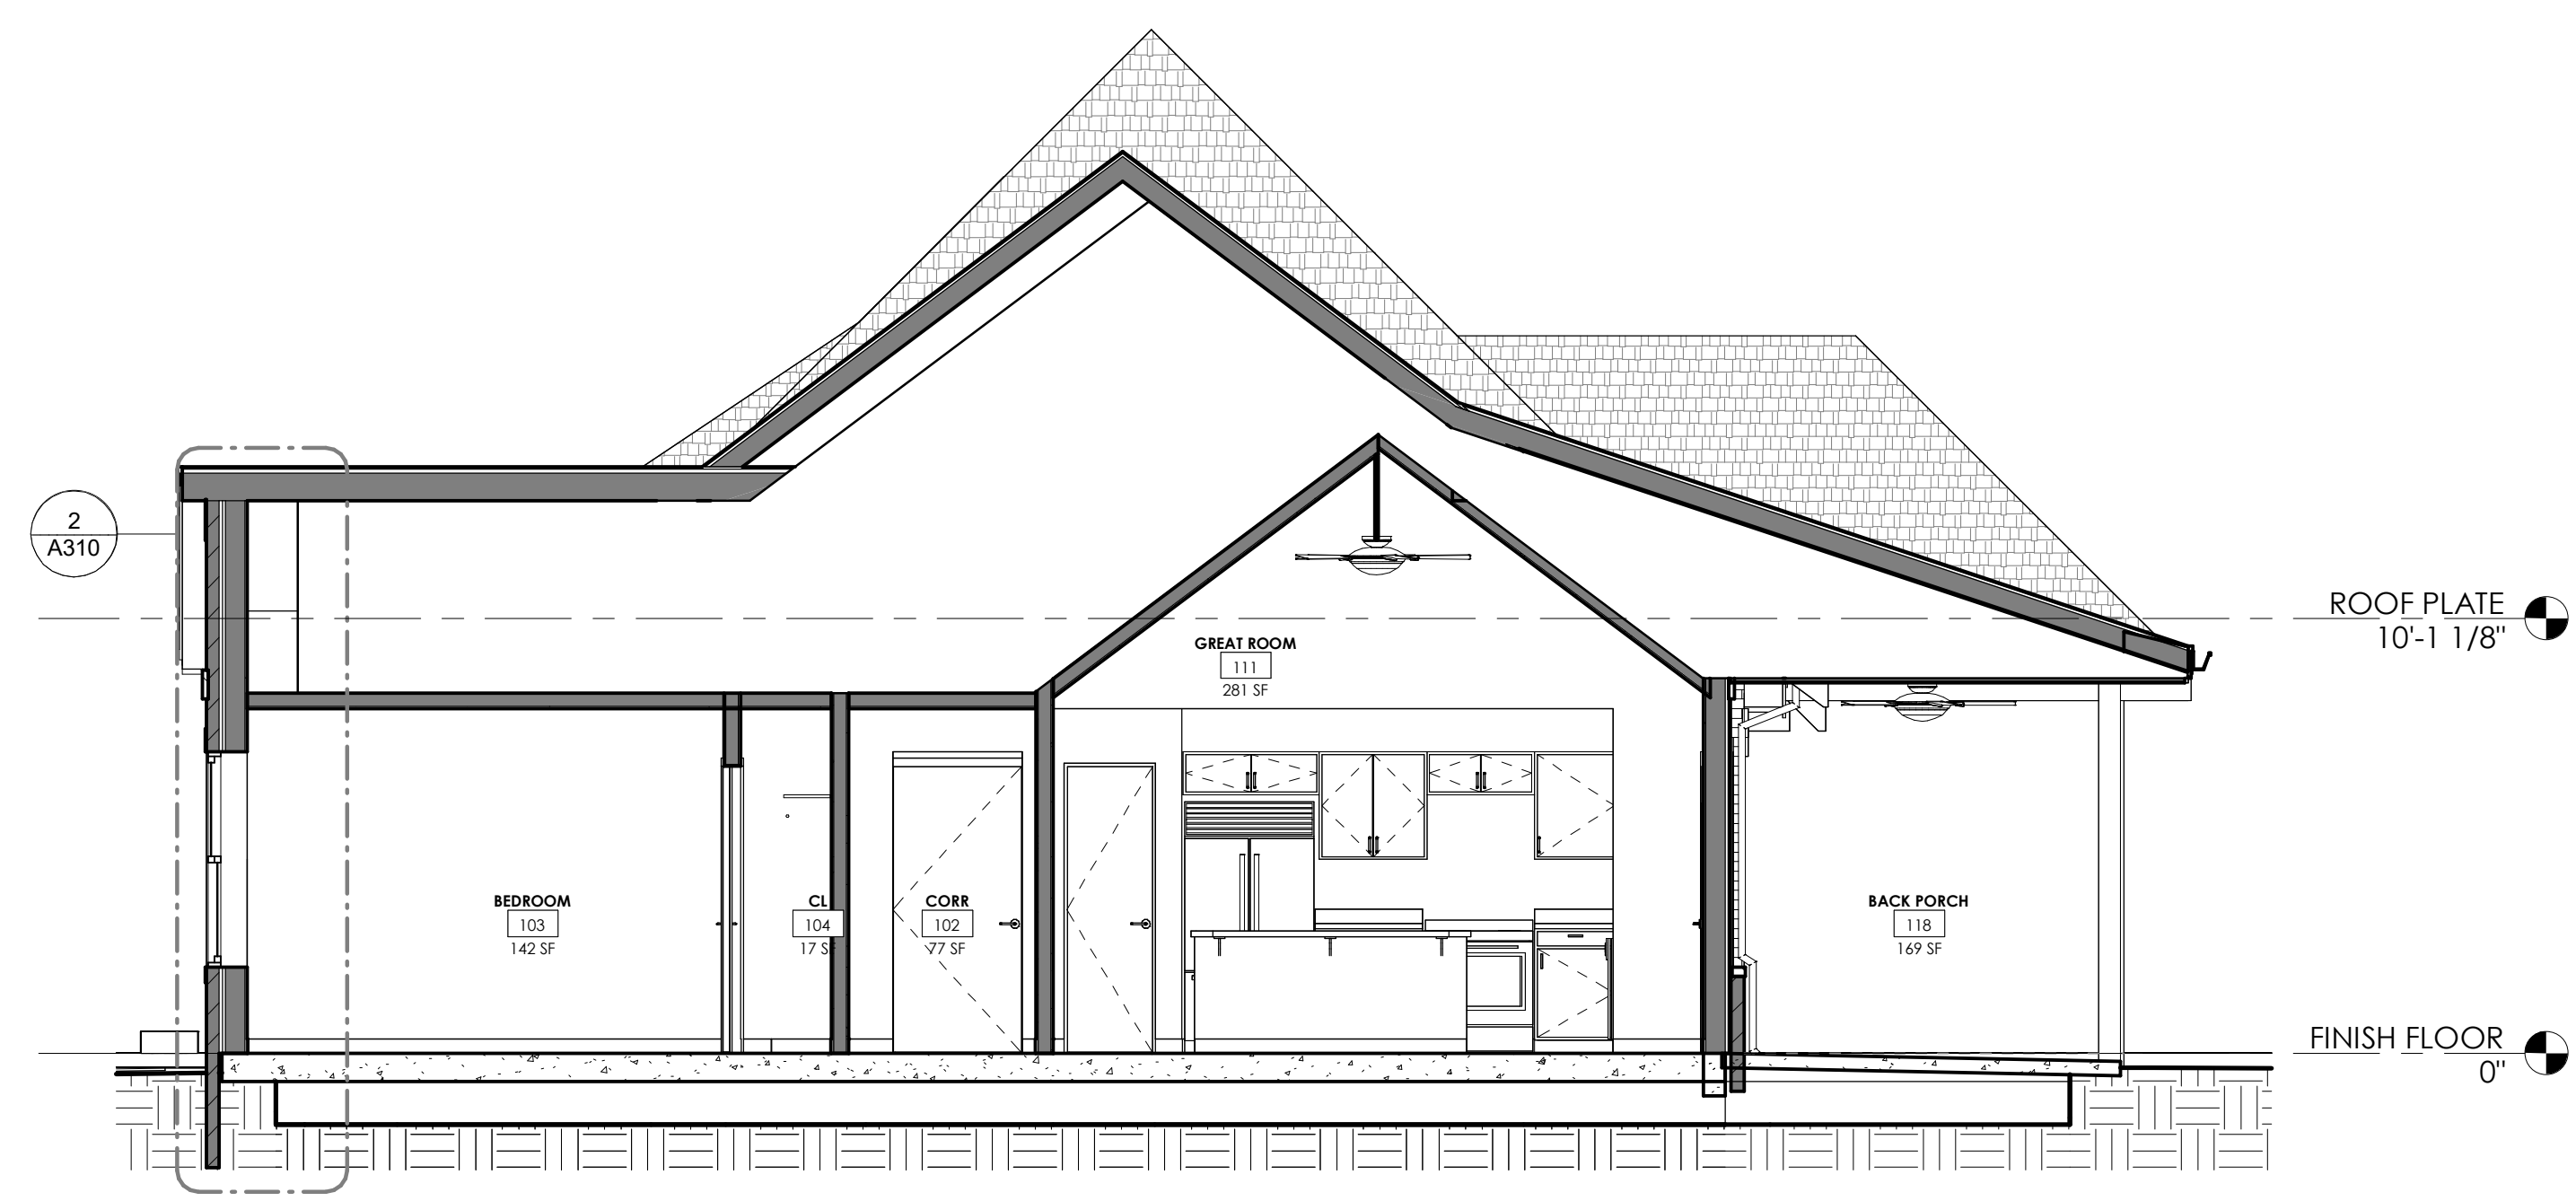 2
A310
ROOF PLATE
10'-1 1/8"
GREAT ROOM
111
281 SF
BEDROOM
103
142 SF
CL
104
17 SF
CORR
102
77 SF
BACK PORCH
118
169 SF
FINISH FLOOR
0"